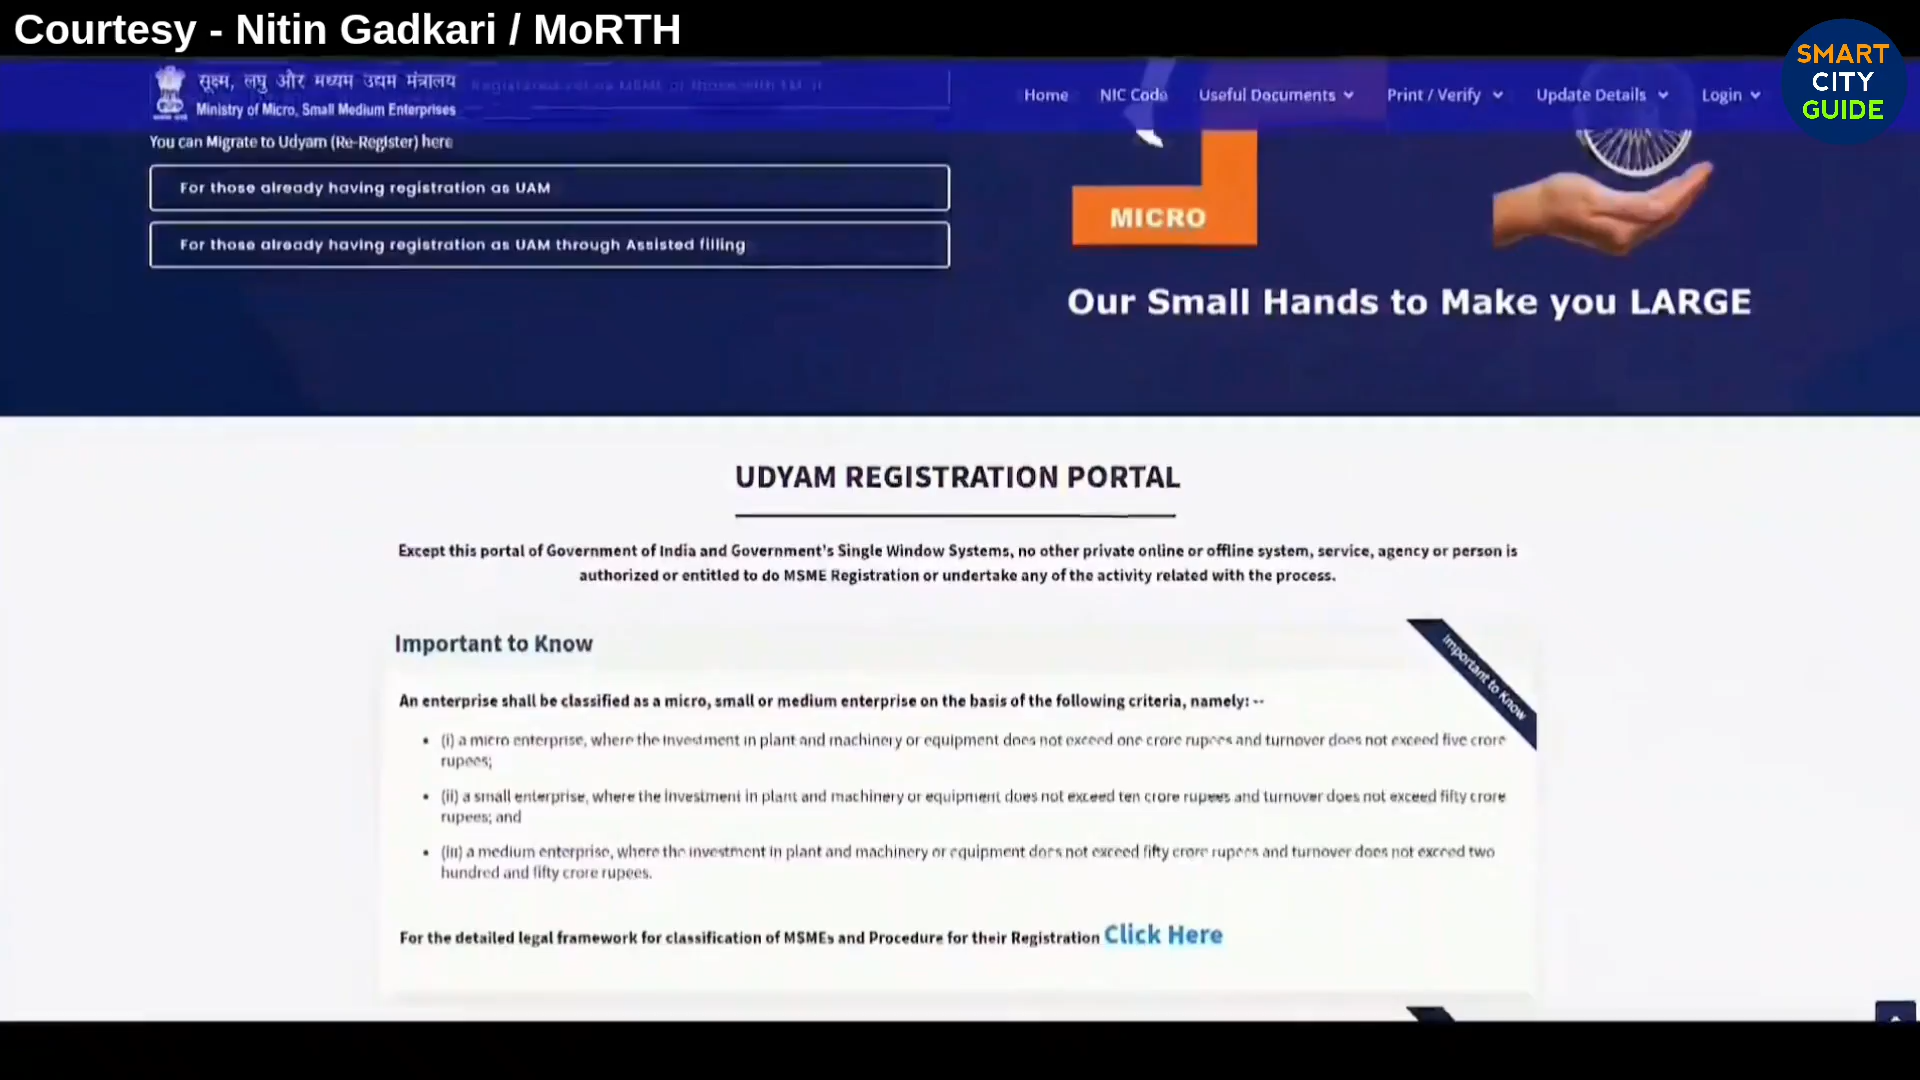 Courtesy - Nitin Gadkari / MoRTH
SMART
CITY
GUIDE
सूक्ष्म, लघु और मध्यम उद्यम मंत्रालय
Ministry of Micro, Small Medium Enterprises
Home NIC Code Useful Documents Print / Verify Update Details Login
You can Migrate to Udyam (Re-Register) here
For those already having registration as UAM
For those already having registration as UAM through Assisted filling
MICRO
Our Small Hands to Make you LARGE
UDYAM REGISTRATION PORTAL
Except this portal of Government of India and Government's Single Window Systems, no other private online or offline system, service, agency or person is
authorized or entitled to do MSME Registration or undertake any of the activity related with the process.
Important to Know
Important to Know
An enterprise shall be classified as a micro, small or medium enterprise on the basis of the following criteria, namely: --
• (i) a micro enterprise, where the investment in plant and machinery or equipment does not exceed one crore rupees and turnover does not exceed five crore
rupees;
• (ii) a small enterprise, where the investment in plant and machinery or equipment does not exceed ten crore rupees and turnover does not exceed fifty crore
rupees; and
• (iii) a medium enterprise, where the investment in plant and machinery or equipment does not exceed fifty crore rupees and turnover does not exceed two
hundred and fifty crore rupees.
For the detailed legal framework for classification of MSMEs and Procedure for their Registration Click Here